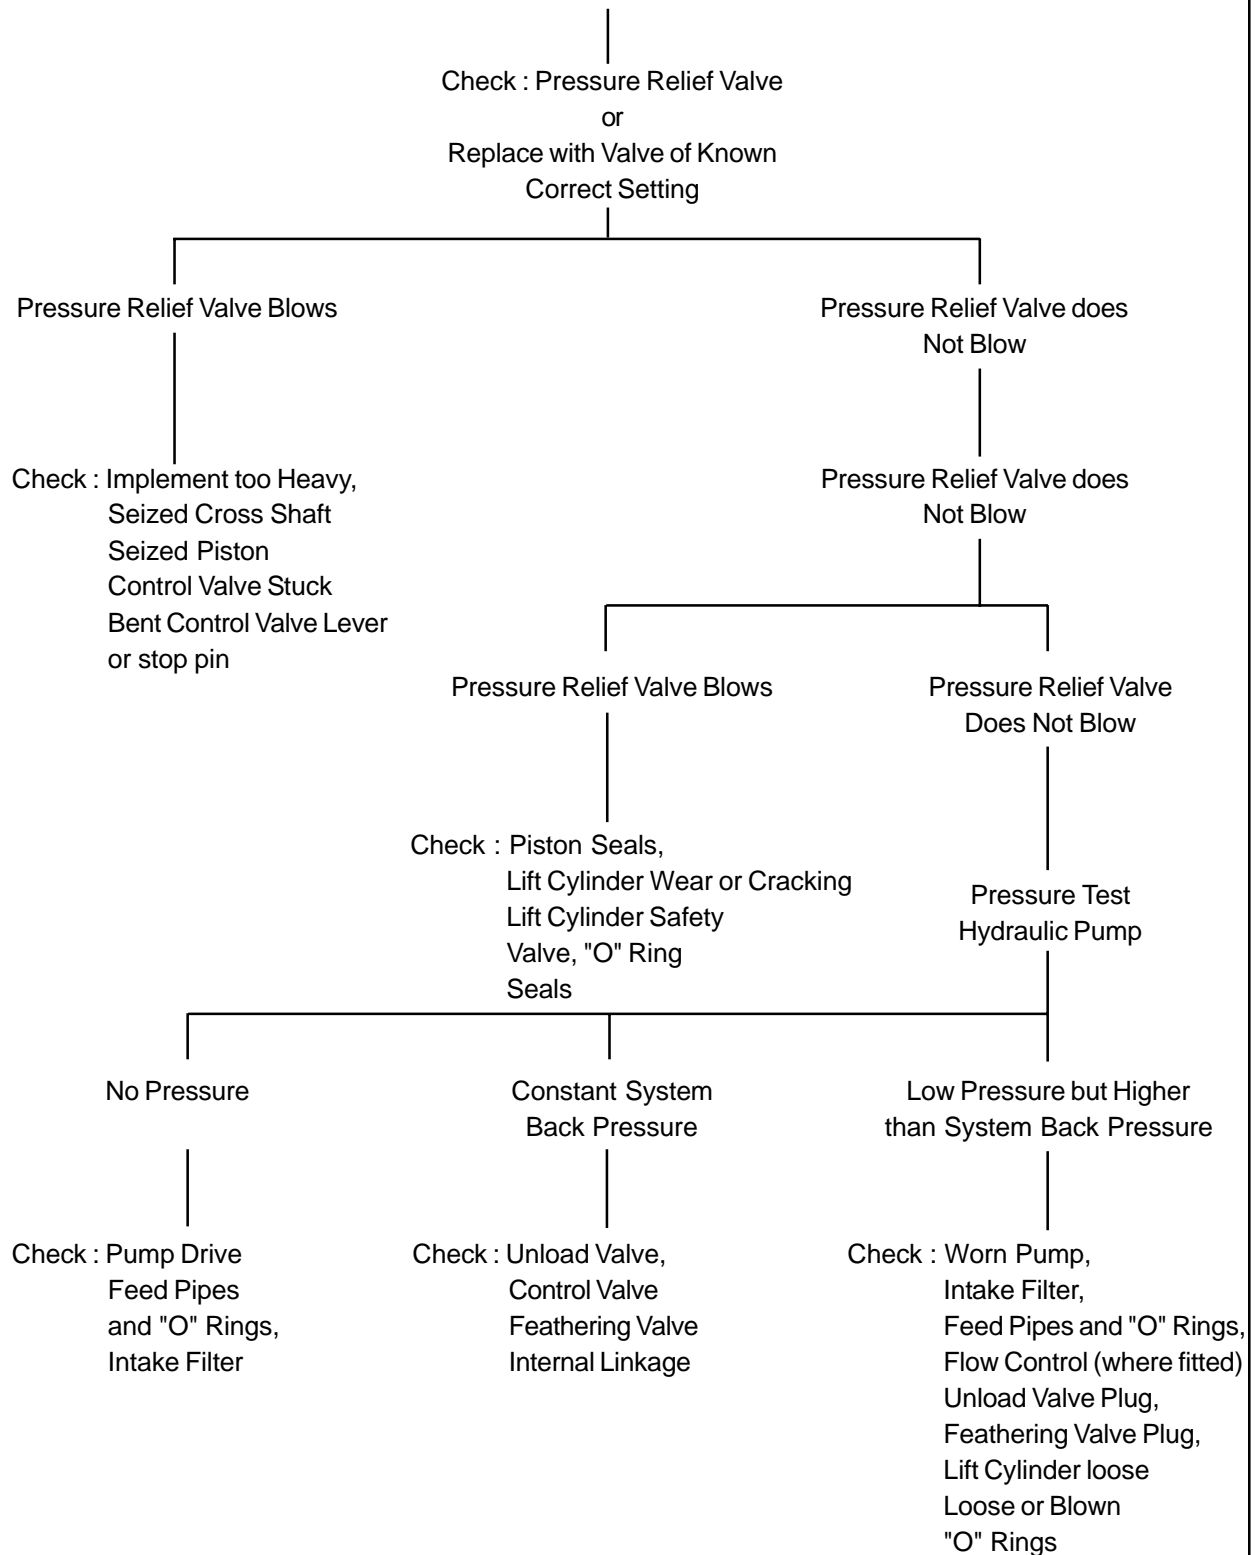 Check : Pressure Relief Valve
or
Replace with Valve of Known
Correct Setting
Pressure Relief Valve Blows
Pressure Relief Valve does
Not Blow
Check : Implement too Heavy,
Seized Cross Shaft
Seized Piston
Control Valve Stuck
Bent Control Valve Lever
or stop pin
Pressure Relief Valve does
Not Blow
Pressure Relief Valve Blows
Pressure Relief Valve
Does Not Blow
Check : Piston Seals,
Lift Cylinder Wear or Cracking
Lift Cylinder Safety
Valve, "O" Ring
Seals
Pressure Test
Hydraulic Pump
No Pressure
Constant System
Back Pressure
Low Pressure but Higher
than System Back Pressure
Check : Pump Drive
Feed Pipes
and "O" Rings,
Intake Filter
Check : Unload Valve,
Control Valve
Feathering Valve
Internal Linkage
Check : Worn Pump,
Intake Filter,
Feed Pipes and "O" Rings,
Flow Control (where fitted)
Unload Valve Plug,
Feathering Valve Plug,
Lift Cylinder loose
Loose or Blown
"O" Rings